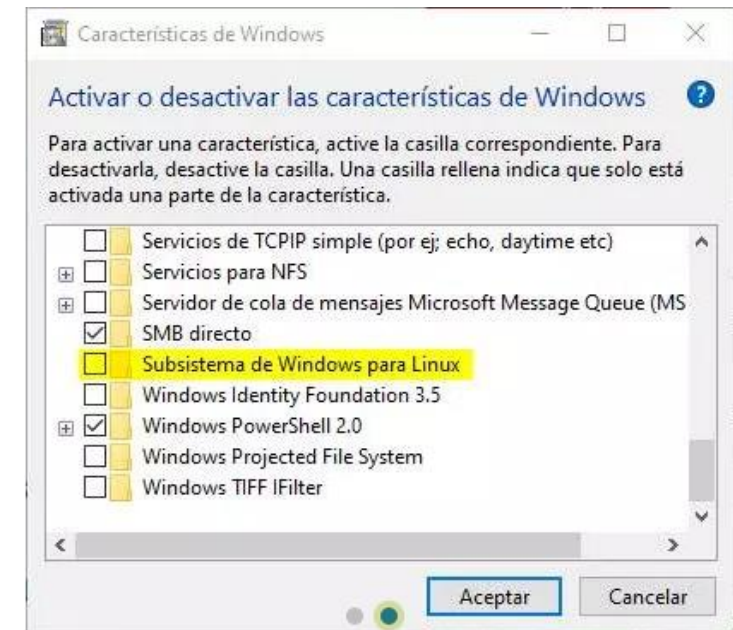 Características de Windows
Activar o desactivar las características de Windows
Para activar una característica, active la casilla correspondiente. Para
desactivarla, desactive la casilla. Una casilla rellena indica que solo está
activada una parte de la característica.
Servicios de TCPIP simple (por ej; echo, daytime etc)
Servicios para NFS
Servidor de cola de mensajes Microsoft Message Queue (MS
SMB directo
Subsistema de Windows para Linux
Windows Identity Foundation 3.5
Windows PowerShell 2.0
Windows Projected File System
Windows TIFF IFilter
Aceptar Cancelar